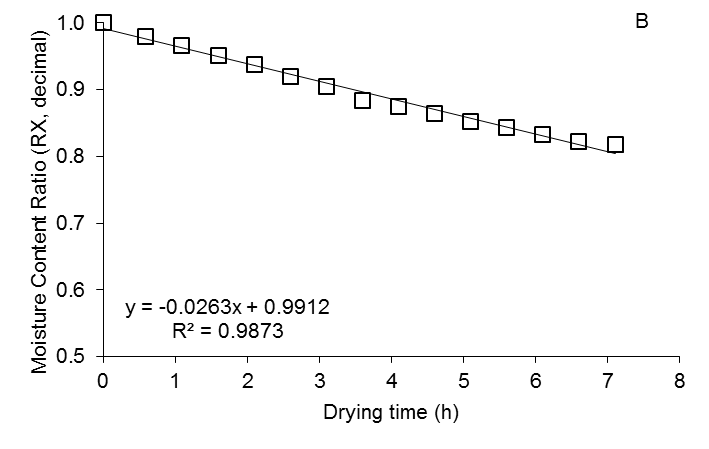 B
Moisture Content Ratio (RX, decimal)
1.0
0.9
0.8
0.7
0.6
0.5
y = -0.0263x + 0.9912
R² = 0.9873
0 1 2 3 4 5 6 7 8
Drying time (h)